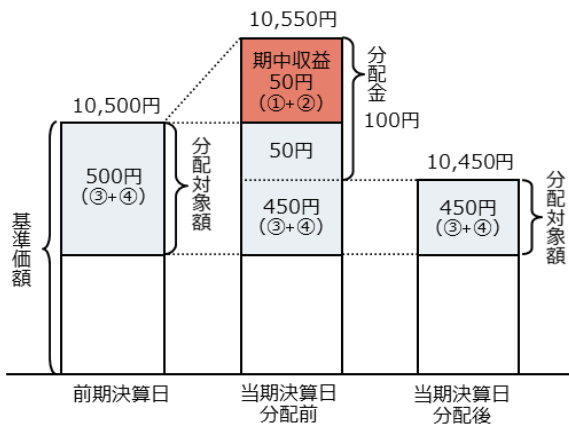 10,550円
期中収益
50円
(①+②)
分配金
100円
10,500円
50円
10,450円
500円
(③+④)
分配対象額
450円
(③+④)
450円
(③+④)
分配対象額
基準価額
前期決算日
当期決算日
分配前
当期決算日
分配後